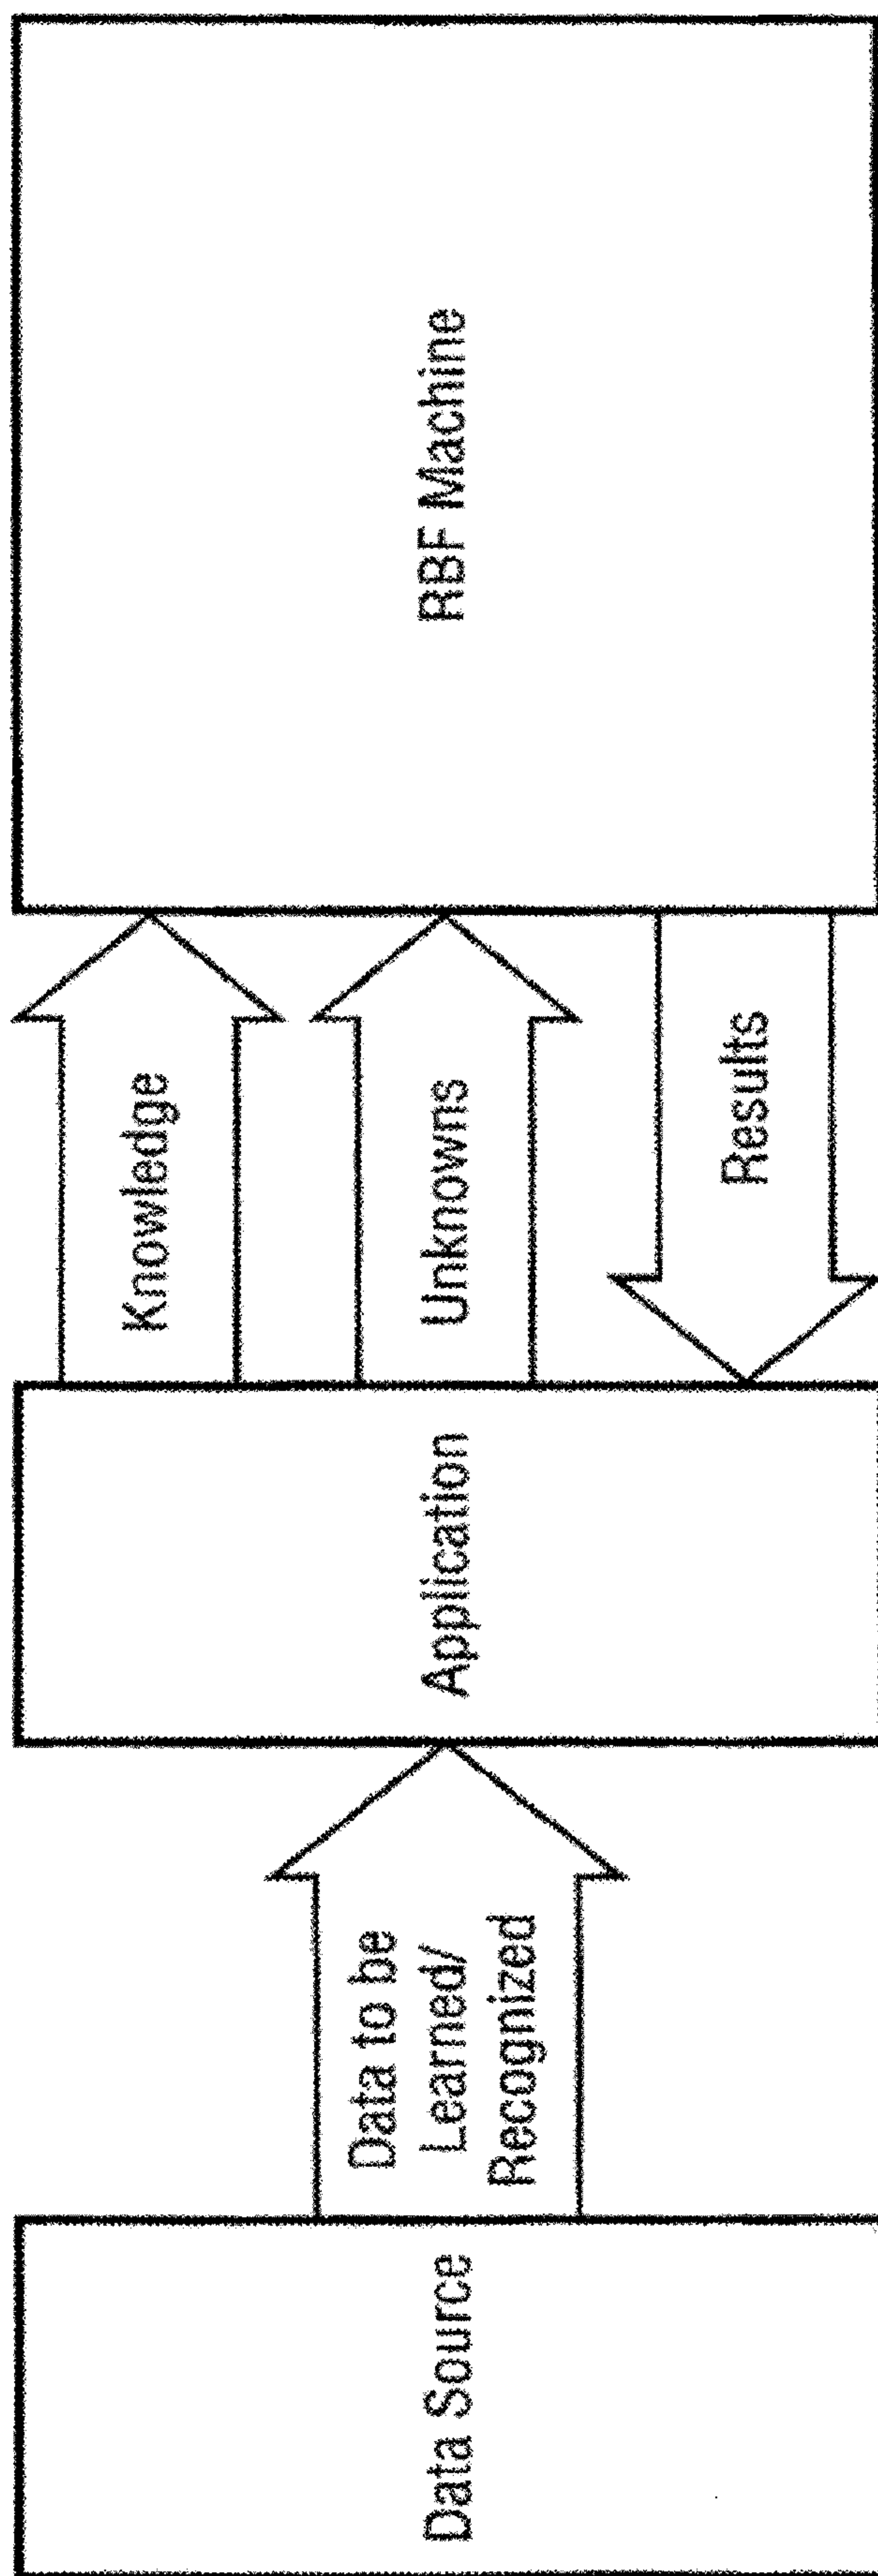 Data Source
Data to be
Learned/
Recognized
Application
Knowledge
Unknowns
Results
RBF Machine